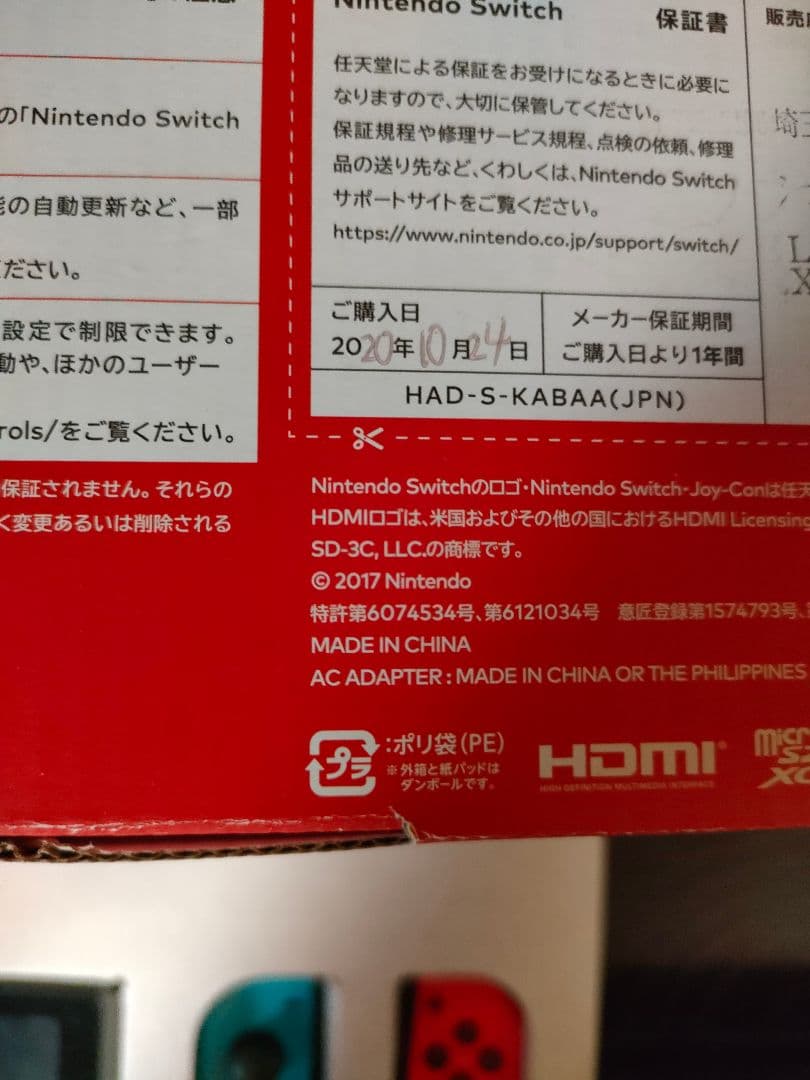 の「Nintendo Switch
の自動更新など、一部
ださい。
設定で制限できます。
動や、ほかのユーザー
rols/をご覧ください。
保証されません。それらの
く変更あるいは削除される
Nintendo Switch 保証書
任天堂による保証をお受けになるときに必要に
なりますので、大切に保管してください。
保証規程や修理サービス規程、点検の依頼、修理
品の送り先など、くわしくは、Nintendo Switch
サポートサイトをご覧ください。
https://www.nintendo.co.jp/support/switch/
ご購入日
2020年10月24日
メーカー保証期間
ご購入日より1年間
HAD-S-KABAA(JPN)
販売
埼
Nintendo Switchのロゴ・Nintendo Switch・Joy-Conは任天
HDMIロゴは、米国およびその他の国におけるHDMI Licensing
SD-3C, LLC.の商標です。
© 2017 Nintendo
特許第6074534号、第6121034号 意匠登録第1574793号、
MADE IN CHINA
AC ADAPTER : MADE IN CHINA OR THE PHILIPPINES
プラ
:ポリ袋(PE)
※外箱と紙パッドは
ダンボールです。
HDMI
HIGH DEFINITION MULTIMEDIA INTERFACE
micr
S
XC